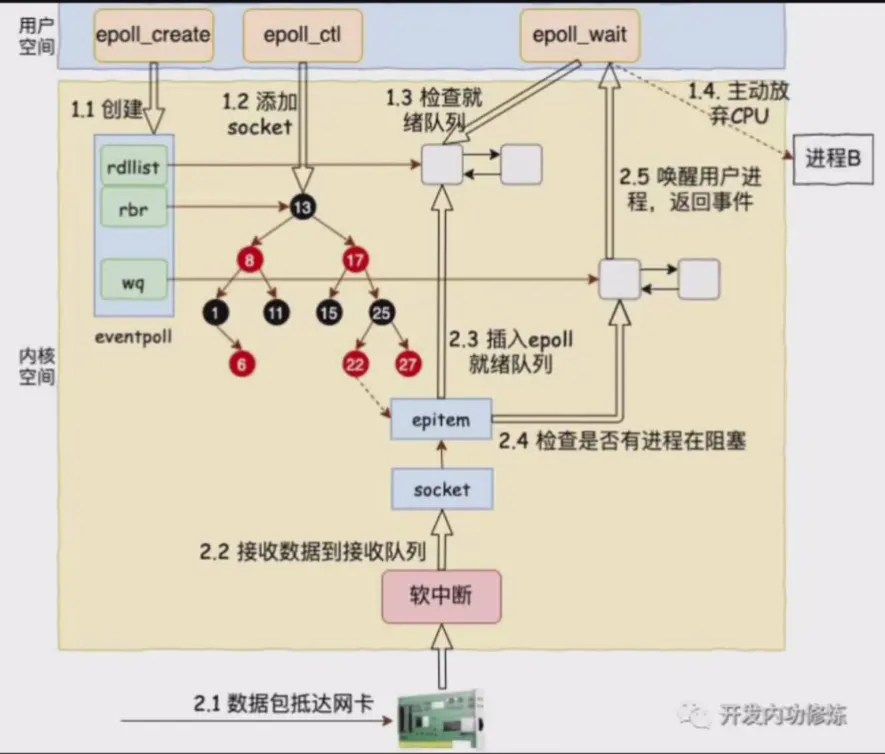 用户
空间
epoll_create
epoll_ctl
epoll_wait
1.1 创建
1.2 添加
socket
1.3 检查就
绪队列
1.4. 主动放
弃CPU
进程B
rdllist
rbr
wq
eventpoll
13
8
17
1
11
15
25
6
22
27
2.5 唤醒用户进
程，返回事件
内核
空间
2.3 插入epoll
就绪队列
epitem
2.4 检查是否有进程在阻塞
socket
2.2 接收数据到接收队列
软中断
2.1 数据包抵达网卡
开发内功修炼